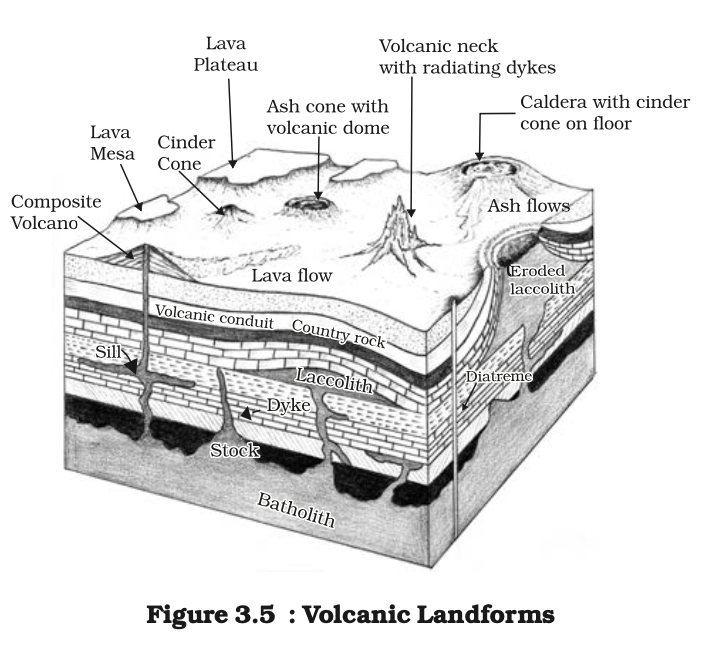 Lava
Plateau
Volcanic neck
with radiating dykes
Ash cone with
volcanic dome
Caldera with cinder
cone on floor
Lava
Mesa
Cinder
Cone
Composite
Volcano
Ash flows
Lava flow
Eroded
laccolith
Volcanic conduit
Country rock
Sill
Laccolith
Diatreme
Dyke
Stock
Batholith
Figure 3.5 : Volcanic Landforms